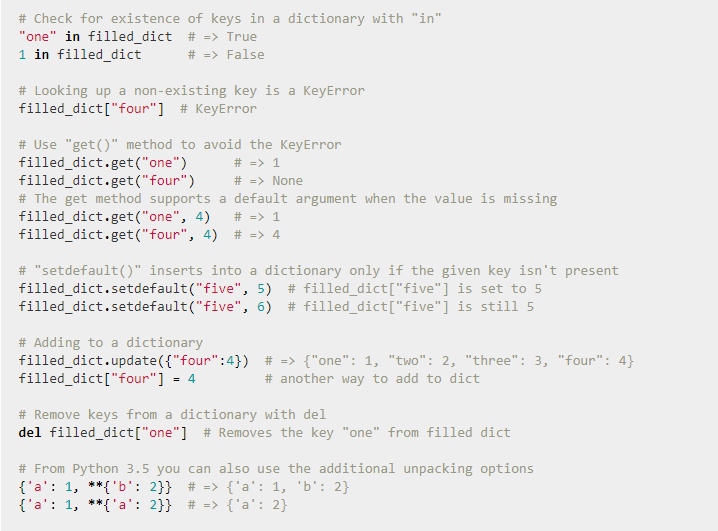 # Check for existence of keys in a dictionary with "in"
"one" in filled_dict  # => True
1 in filled_dict      # => False

# Looking up a non-existing key is a KeyError
filled_dict["four"]  # KeyError

# Use "get()" method to avoid the KeyError
filled_dict.get("one")      # => 1
filled_dict.get("four")     # => None
# The get method supports a default argument when the value is missing
filled_dict.get("one", 4)   # => 1
filled_dict.get("four", 4)  # => 4

# "setdefault()" inserts into a dictionary only if the given key isn't present
filled_dict.setdefault("five", 5)  # filled_dict["five"] is set to 5
filled_dict.setdefault("five", 6)  # filled_dict["five"] is still 5

# Adding to a dictionary
filled_dict.update({"four":4})  # => {"one": 1, "two": 2, "three": 3, "four": 4}
filled_dict["four"] = 4         # another way to add to dict

# Remove keys from a dictionary with del
del filled_dict["one"]  # Removes the key "one" from filled dict

# From Python 3.5 you can also use the additional unpacking options
{'a': 1, **{'b': 2}}  # => {'a': 1, 'b': 2}
{'a': 1, **{'a': 2}}  # => {'a': 2}